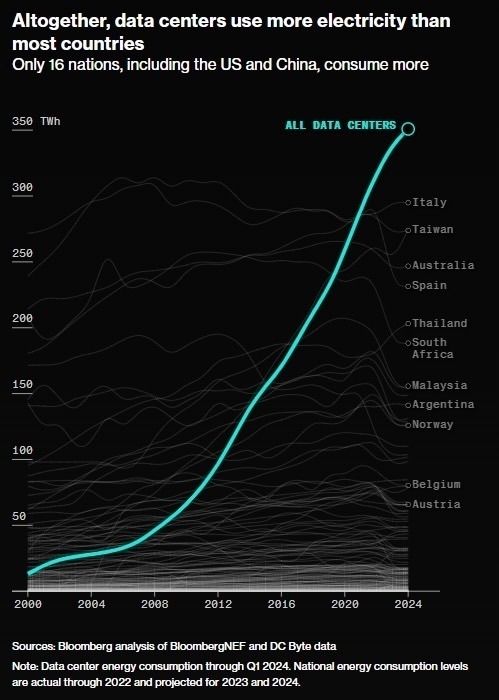 Altogether, data centers use more electricity than
most countries
Only 16 nations, including the US and China, consume more
350 TWh
ALL DATA CENTERS
300
Italy
Taiwan
250
Australia
Spain
200
Thailand
South
Africa
150
Malaysia
Argentina
Norway
100
Belgium
50
Austria
2000 2004 2008 2012 2016 2020 2024
Sources: Bloomberg analysis of BloombergNEF and DC Byte data
Note: Data center energy consumption through Q1 2024. National energy consumption levels
are actual through 2022 and projected for 2023 and 2024.